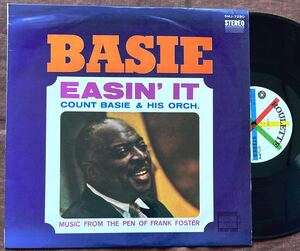 BASIE
STEREO
EASIN' IT
COUNT BASIE & HIS ORCH.
MUSIC FROM THE PEN OF FRANK FOSTER
ROULETTE